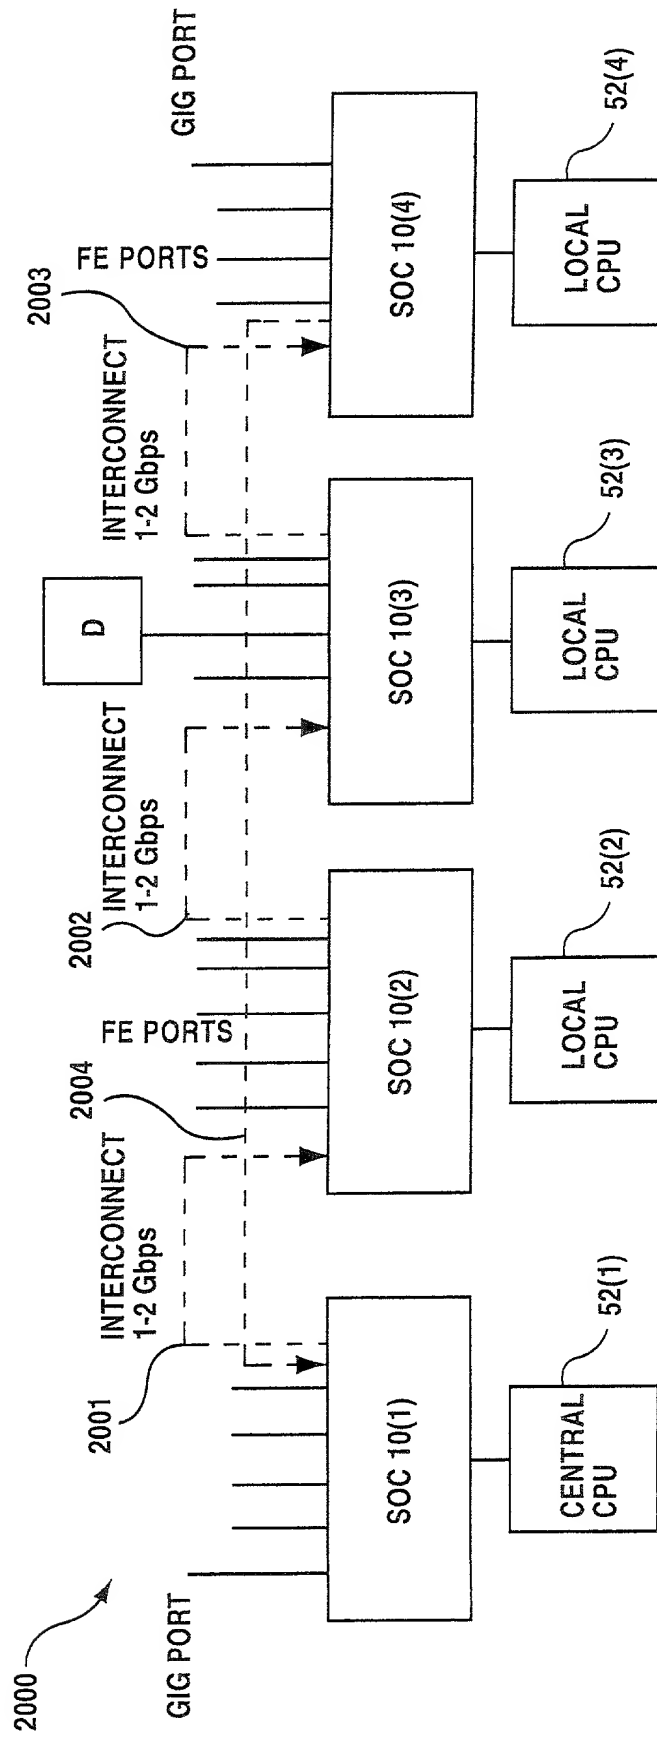 2000
GIG PORT
2001
INTERCONNECT
1-2 Gbps
2004
FE PORTS
2002
INTERCONNECT
1-2 Gbps
D
INTERCONNECT
1-2 Gbps
2003
FE PORTS
GIG PORT
SOC 10(1)
SOC 10(2)
SOC 10(3)
SOC 10(4)
CENTRAL
CPU
52(1)
LOCAL
CPU
52(2)
LOCAL
CPU
52(3)
LOCAL
CPU
52(4)